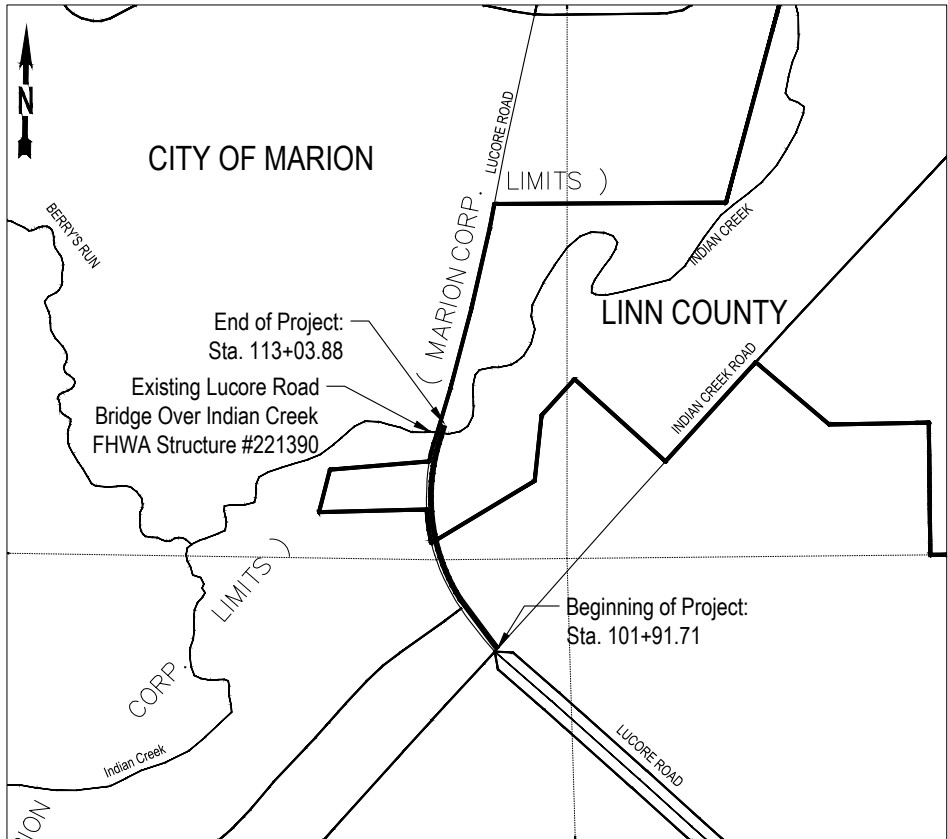 N
CITY OF MARION
LUCORE ROAD
LIMITS )
BERRY'S RUN
( MARION CORP.
INDIAN CREEK
LINN COUNTY
End of Project:
Sta. 113+03.88
Existing Lucore Road
Bridge Over Indian Creek
FHWA Structure #221390
INDIAN CREEK ROAD
CORP. LIMITS )
Beginning of Project:
Sta. 101+91.71
LUCORE ROAD
Indian Creek
ION